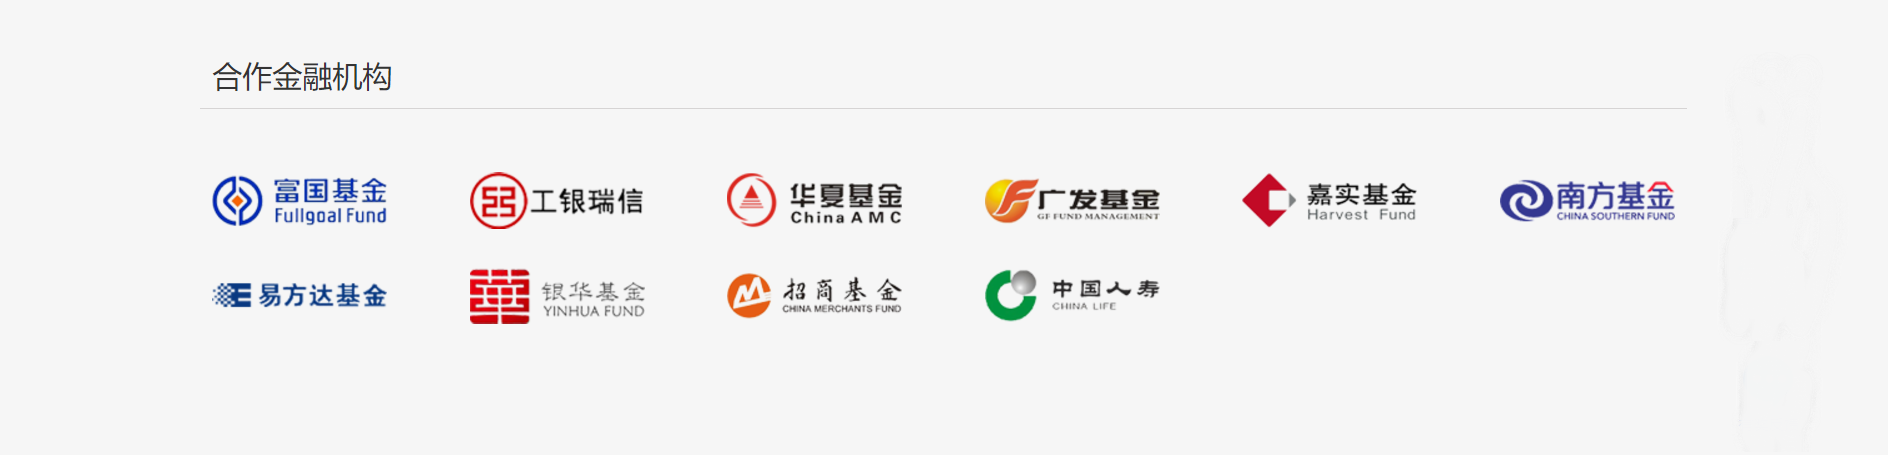 合作金融机构
富国基金
Fullgoal Fund
工银瑞信
华夏基金
ChinaAMC
广发基金
GF FUND MANAGEMENT
嘉实基金
Harvest Fund
南方基金
CHINA SOUTHERN FUND
易方达基金
银华基金
YINHUA FUND
招商基金
CHINA MERCHANTS FUND
中国人寿
CHINA LIFE